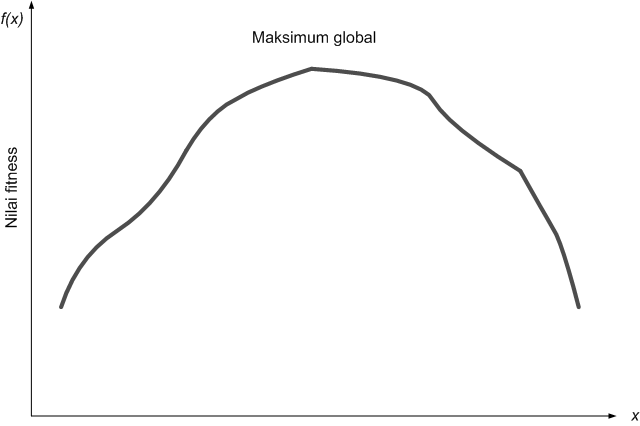 f(x)
Maksimum global
Nilai fitness
x